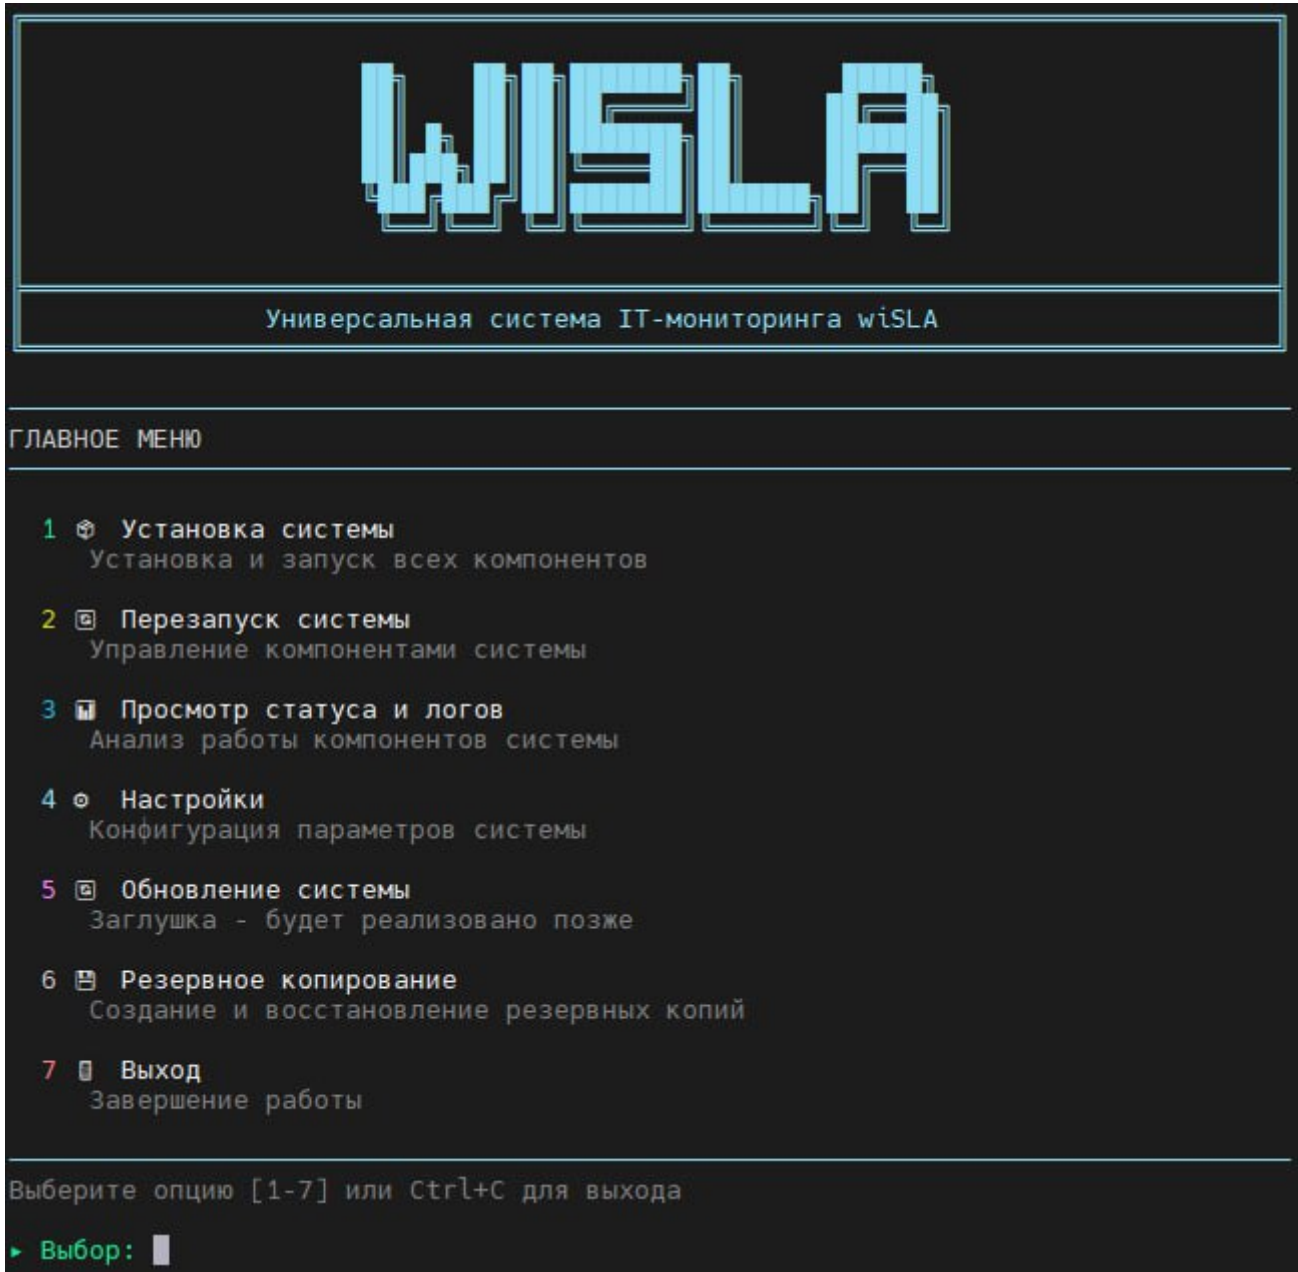 WISLA
Универсальная система IT-мониторинга wiSLA
ГЛАВНОЕ МЕНЮ
1 Установка системы
Установка и запуск всех компонентов
2 Перезапуск системы
Управление компонентами системы
3 Просмотр статуса и логов
Анализ работы компонентов системы
4 Настройки
Конфигурация параметров системы
5 Обновление системы
Заглушка - будет реализовано позже
6 Резервное копирование
Создание и восстановление резервных копий
7 Выход
Завершение работы
Выберите опцию [1-7] или Ctrl+C для выхода
▸ Выбор: